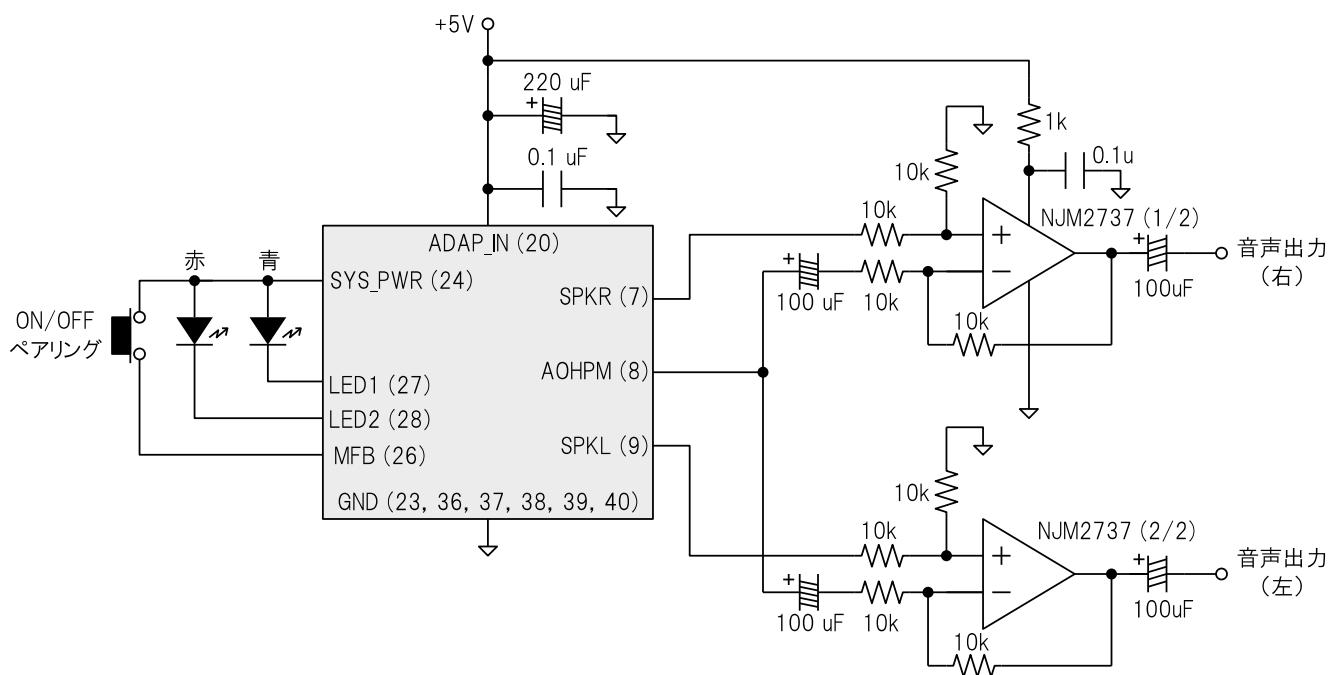 +5V
220 uF
+
0.1 uF
1k
0.1u
10k
10k
NJM2737 (1/2)
ADAP_IN (20)
赤
青
SYS_PWR (24)
SPKR (7)
+
−
+
100 uF
10k
+
100uF
音声出力
(右)
10k
ON/OFF
ペアリング
LED1 (27)
LED2 (28)
MFB (26)
AOHPM (8)
SPKL (9)
GND (23, 36, 37, 38, 39, 40)
10k
10k
NJM2737 (2/2)
+
−
+
100 uF
10k
+
100uF
音声出力
(左)
10k